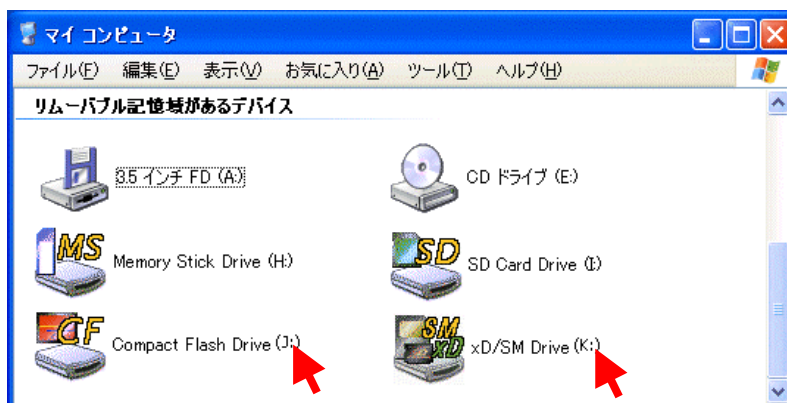 マイ コンピュータ
ファイル(F) 編集(E) 表示(V) お気に入り(A) ツール(T) ヘルプ(H)
リムーバブル記憶域があるデバイス
3.5 インチ FD (A:)
CD ドライブ (E:)
MS
Memory Stick Drive (H:)
SD
SD Card Drive (I:)
CF
Compact Flash Drive (J:)
SM
xD
xD/SM Drive (K:)